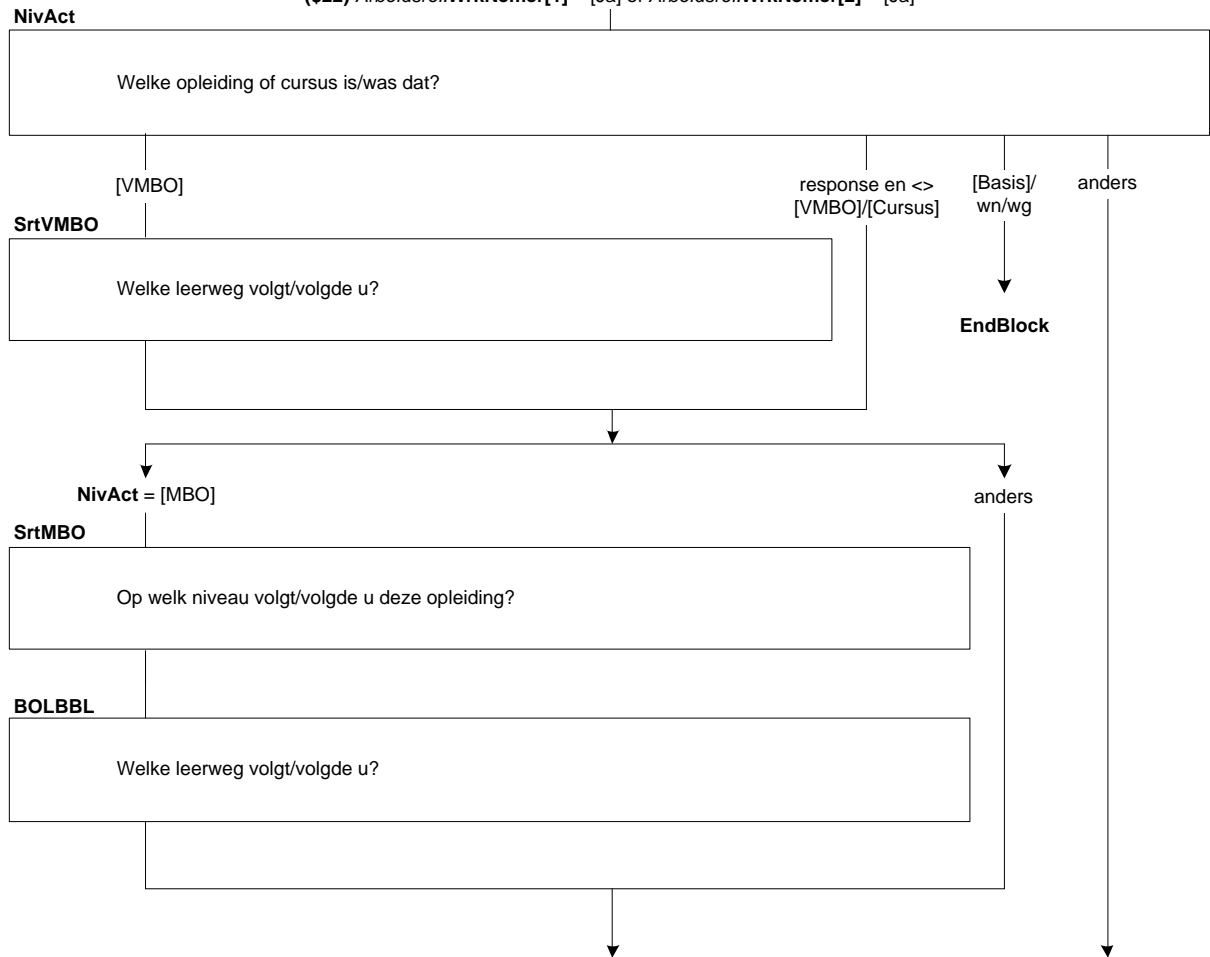 NivAct
Welke opleiding of cursus is/was dat?
[VMBO]
response en <>
[VMBO]/[Cursus]
[Basis]/
wn/wg
anders
SrtVMBO
Welke leerweg volgt/volgde u?
EndBlock
NivAct = [MBO]
anders
SrtMBO
Op welk niveau volgt/volgde u deze opleiding?
BOLBBL
Welke leerweg volgt/volgde u?